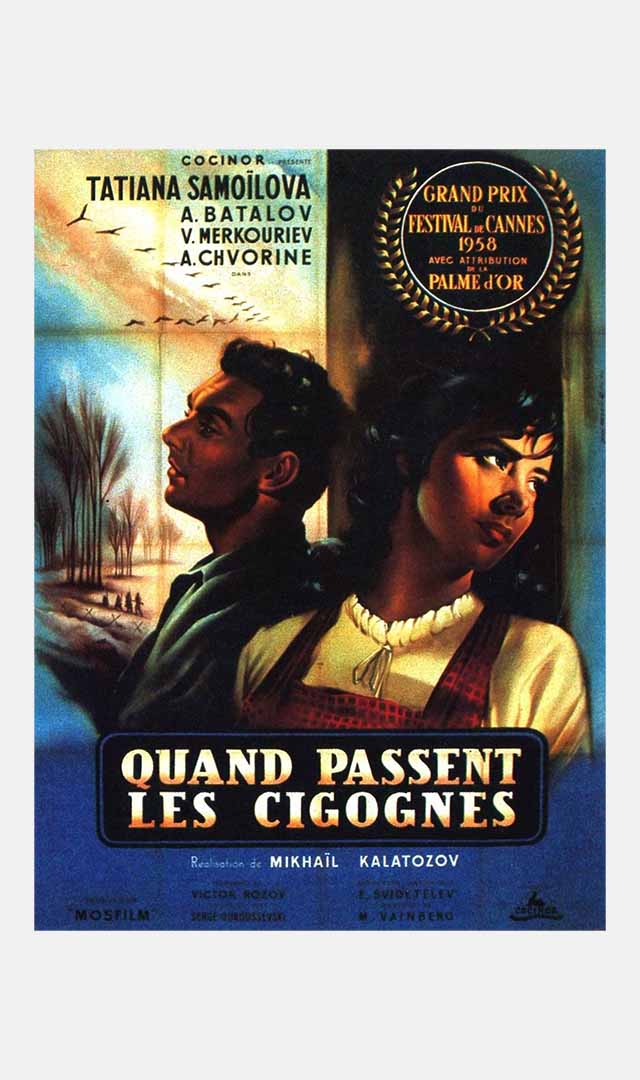 COCINOR PRÉSENTE
TATIANA SAMOÏLOVA
A. BATALOV
V. MERKOURIEV
A. CHVORINE
DANS
GRAND PRIX
DU
FESTIVAL DE CANNES
1958
AVEC ATTRIBUTION
DE LA
PALME d'OR
QUAND PASSENT
LES CIGOGNES
Réalisation de MIKHAÏL KALATOZOV
"MOSFILM"
VICTOR ROZOV
E. SVIDETELEV
M. VAINBERG
COCINOR